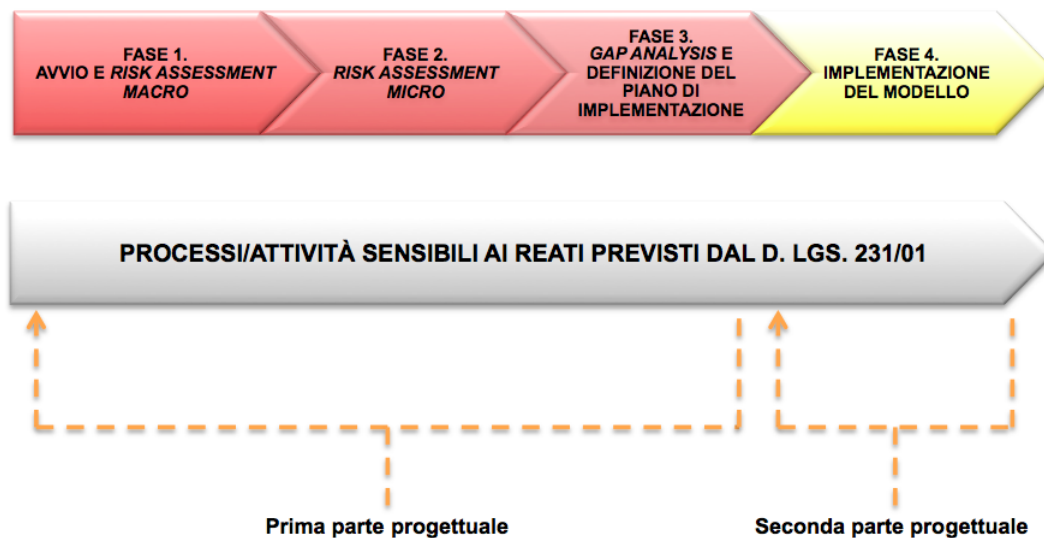 FASE 1.
AVVIO E RISK ASSESSMENT
MACRO
FASE 2.
RISK ASSESSMENT
MICRO
FASE 3.
GAP ANALYSIS E
DEFINIZIONE DEL
PIANO DI
IMPLEMENTAZIONE
FASE 4.
IMPLEMENTAZIONE
DEL MODELLO
PROCESSI/ATTIVITÀ SENSIBILI AI REATI PREVISTI DAL D. LGS. 231/01
Prima parte progettuale
Seconda parte progettuale